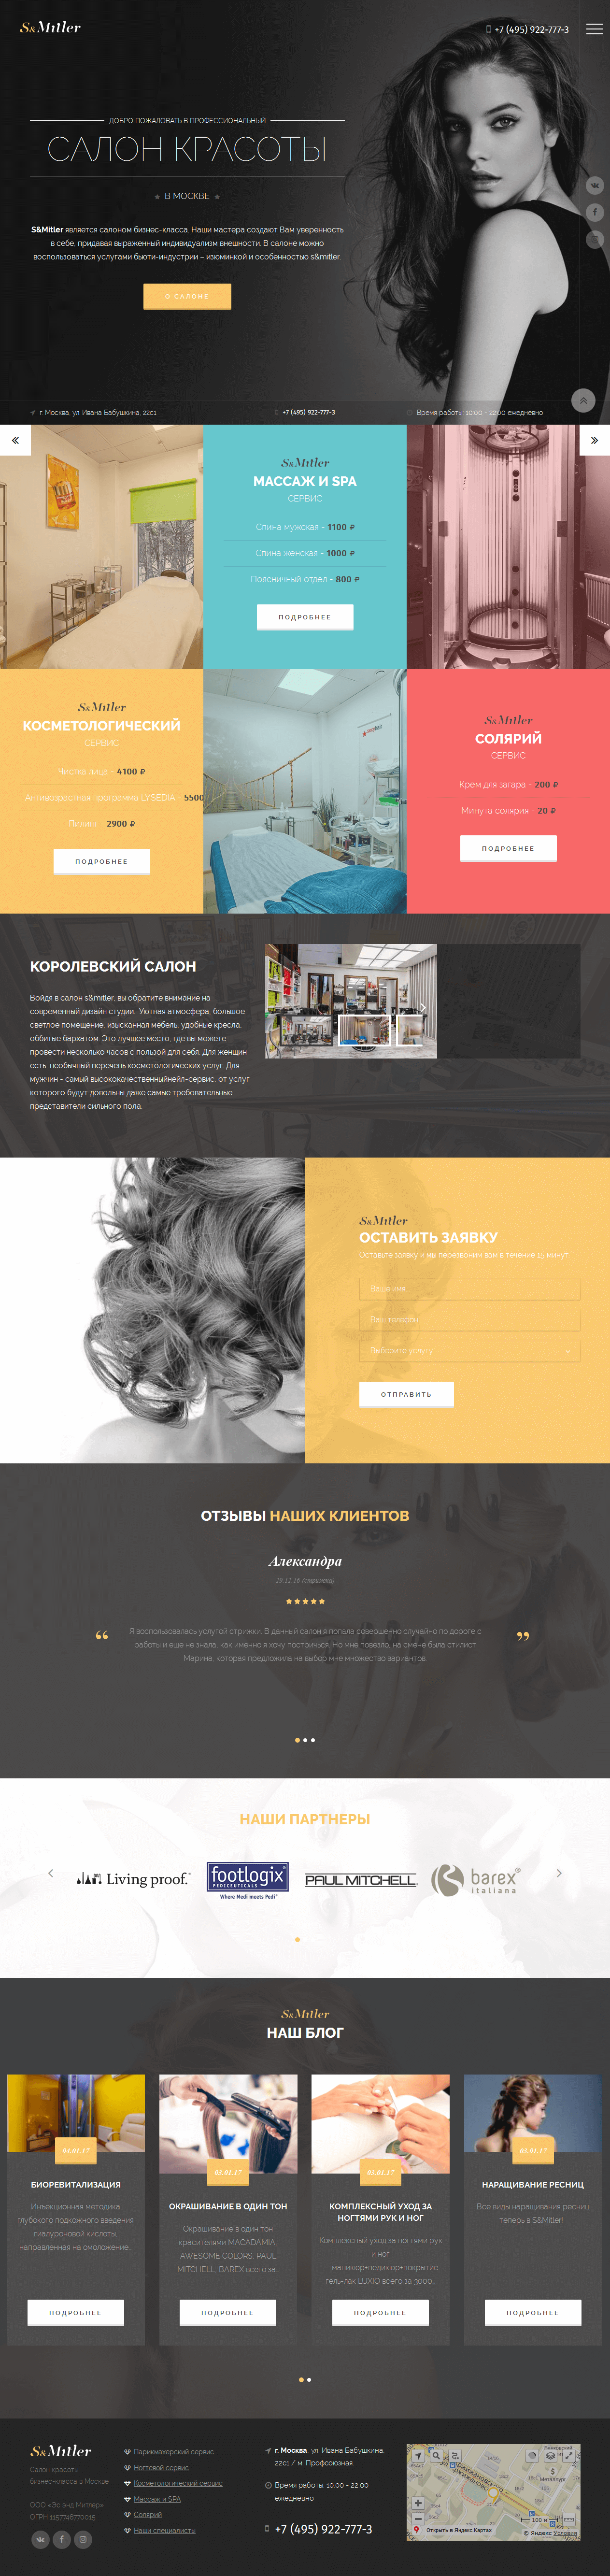 S&Mitler
+7 (495) 922-777-3
ДОБРО ПОЖАЛОВАТЬ В ПРОФЕССИОНАЛЬНЫЙ
САЛОН КРАСОТЫ
В МОСКВЕ
S&Mitler является салоном бизнес-класса. Наши мастера создают Вам уверенность
в себе, придавая выраженный индивидуализм внешности. В салоне можно
воспользоваться услугами бьюти-индустрии – изюминкой и особенностью s&mitler.
О САЛОНЕ
г. Москва, ул. Ивана Бабушкина, 22с1
+7 (495) 922-777-3
Время работы: 10:00 - 22:00 ежедневно
S&Mitler
МАССАЖ И SPA
СЕРВИС
Спина мужская - 1100 ₽
Спина женская - 1000 ₽
Поясничный отдел - 800 ₽
ПОДРОБНЕЕ
S&Mitler
КОСМЕТОЛОГИЧЕСКИЙ
СЕРВИС
Чистка лица - 4100 ₽
Антивозрастная программа LYSEDIA - 5500
Пилинг - 2900 ₽
ПОДРОБНЕЕ
S&Mitler
СОЛЯРИЙ
СЕРВИС
Крем для загара - 200 ₽
Минута солярия - 20 ₽
ПОДРОБНЕЕ
КОРОЛЕВСКИЙ САЛОН
Войдя в салон s&mitler, вы обратите внимание на
современный дизайн студии. Уютная атмосфера, большое
светлое помещение, изысканная мебель, удобные кресла,
оббитые бархатом. Это лучшее место, где вы можете
провести несколько часов с пользой для себя. Для женщин
есть необычный перечень косметологических услуг. Для
мужчин - самый высококачественныйнейл-сервис, от услуг
которого будут довольны даже самые требовательные
представители сильного пола.
S&Mitler
ОСТАВИТЬ ЗАЯВКУ
Оставьте заявку и мы перезвоним вам в течение 15 минут
Ваше имя...
Ваш телефон...
Выберите услугу
ОТПРАВИТЬ
ОТЗЫВЫ НАШИХ КЛИЕНТОВ
Александра
28.12.16 (стрижка)
“ Я воспользовалась услугой стрижки. В данный салон я попала совершенно случайно по дороге с ”
работы и еще не знала, как именно я хочу постричься. Но мне повезло, на смене была стилист
Марина, которая предложила на выбор мне множество вариантов.
НАШИ ПАРТНЕРЫ
Living proof.
footlogix
PEDICEUTICALS
Where Medi meets Pedi
PAUL MITCHELL
barex
italiana
S&Mitler
НАШ БЛОГ
04.01.17
БИОРЕВИТАЛИЗАЦИЯ
Инъекционная методика
глубокого подкожного введения
гиалуроновой кислоты,
направленная на омоложение...
ПОДРОБНЕЕ
03.01.17
ОКРАШИВАНИЕ В ОДИН ТОН
Окрашивание в один тон
красителями MACADAMIA,
AWESOME COLORS, PAUL
MITCHELL, BAREX всего за...
ПОДРОБНЕЕ
03.01.17
КОМПЛЕКСНЫЙ УХОД ЗА
НОГТЯМИ РУК И НОГ
Комплексный уход за ногтями рук
и ног
— маникюр+педикюр+покрытие
гель-лак LUXIO всего за 3000...
ПОДРОБНЕЕ
03.01.17
НАРАЩИВАНИЕ РЕСНИЦ
Все виды наращивания ресниц
теперь в S&Mitler!
ПОДРОБНЕЕ
S&Mitler
Салон красоты
бизнес-класса в Москве
ООО «Эс энд Митлер»
ОГРН 1157746770015
Парикмахерский сервис
Ногтевой сервис
Косметологический сервис
Массаж и SPA
Солярий
Наши специалисты
г. Москва, ул. Ивана Бабушкина,
22с1 / м. Профсоюзная.
Время работы: 10:00 - 22:00
ежедневно
+7 (495) 922-777-3
Открыть в Яндекс.Картах
100 м
© Яндекс Условия